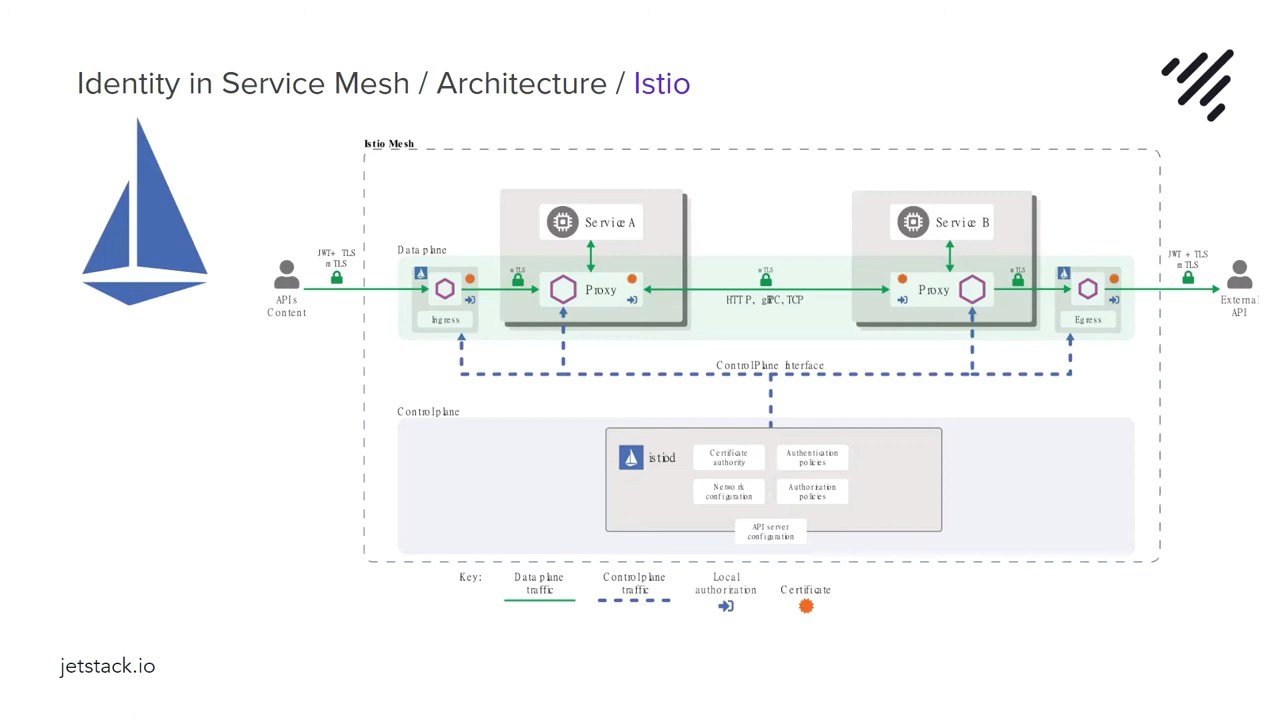 Identity in Service Mesh / Architecture / Istio
Istio Mesh
Service A
Service B
Data plane
JWT + TLS
mTLS
mTLS
mTLS
mTLS
JWT + TLS
mTLS
Proxy
Proxy
HTTP, gRPC, TCP
APIs
Content
External
API
Ingress
Egress
Control Plane Interface
Control plane
istiod
Certificate
authority
Authentication
policies
Network
configuration
Authorization
policies
API server
configuration
Key:
Data plane
traffic
Control plane
traffic
Local
authorization
Certificate
jetstack.io